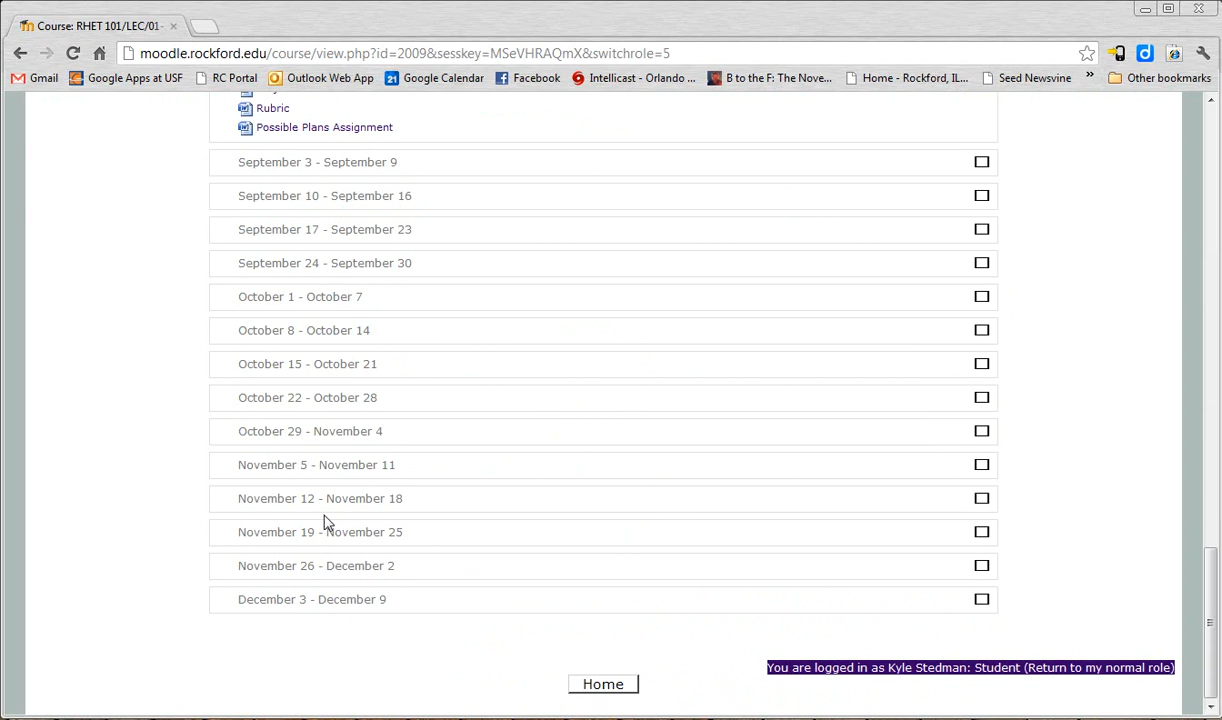 Course: RHET 101/LEC/01-
moodle.rockford.edu/course/view.php?id=2009&sesskey=MSeVHRAQmX&switchrole=5
Gmail Google Apps at USF RC Portal Outlook Web App 21 Google Calendar Facebook Intellicast - Orlando ... B to the F: The Nove... Home - Rockford, IL... Seed Newsvine » Other bookmarks
Rubric
Possible Plans Assignment
September 3 - September 9
September 10 - September 16
September 17 - September 23
September 24 - September 30
October 1 - October 7
October 8 - October 14
October 15 - October 21
October 22 - October 28
October 29 - November 4
November 5 - November 11
November 12 - November 18
November 19 - November 25
November 26 - December 2
December 3 - December 9
You are logged in as Kyle Stedman: Student (Return to my normal role)
Home